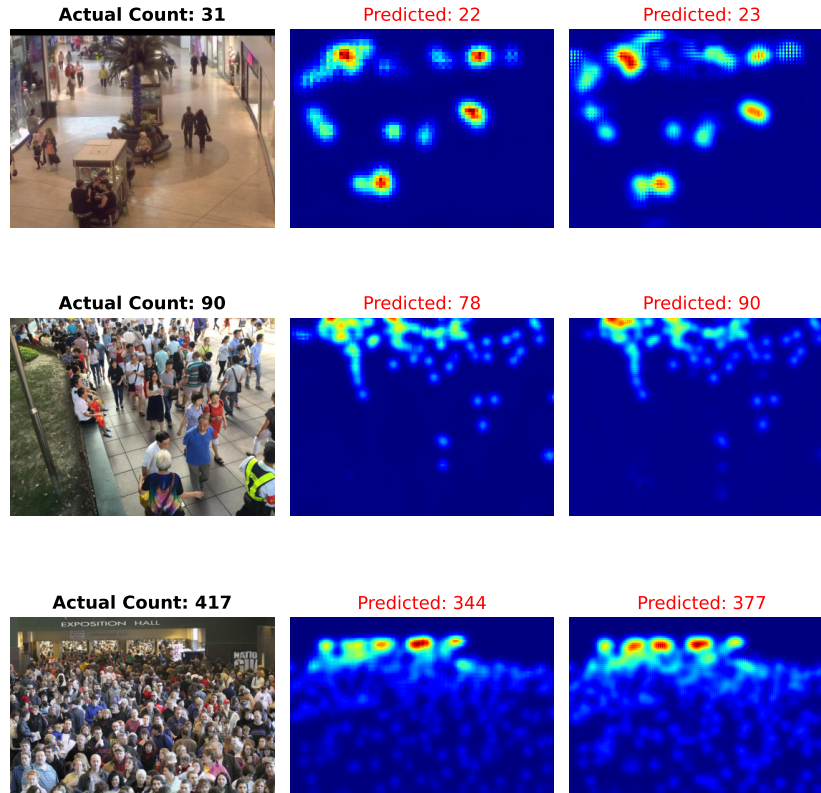 Actual Count: 31
Predicted: 22
Predicted: 23
Actual Count: 90
Predicted: 78
Predicted: 90
Actual Count: 417
Predicted: 344
Predicted: 377
EXPOSITION HALL
NATIO